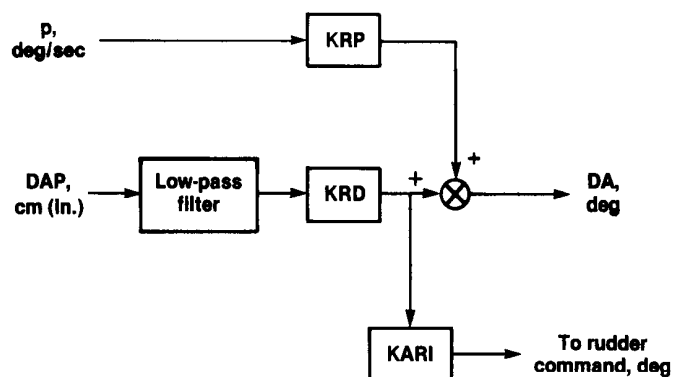 p,
deg/sec
KRP
+
DAP,
cm (in.)
Low-pass
filter
KRD
+
DA,
deg
KARI
To rudder
command, deg